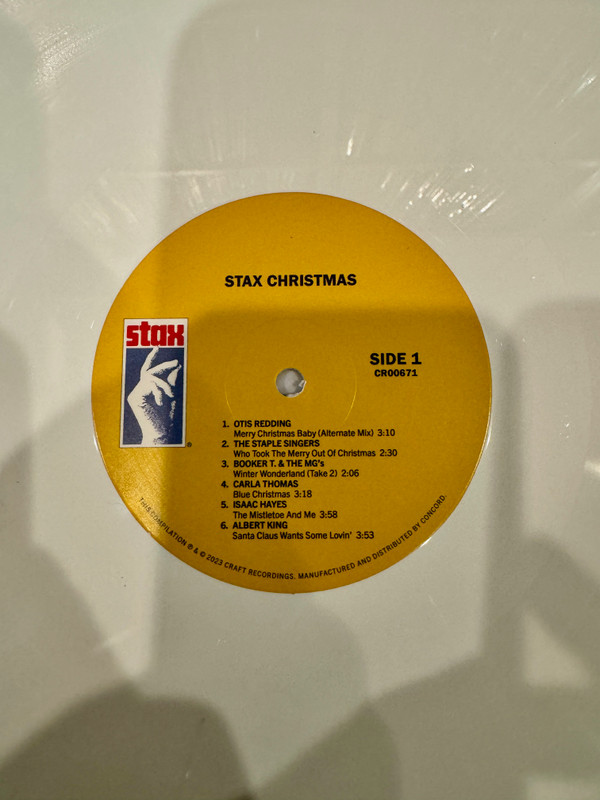 STAX CHRISTMAS
stax
®
SIDE 1
CR00671
1. OTIS REDDING
Merry Christmas Baby (Alternate Mix) 3:10
2. THE STAPLE SINGERS
Who Took The Merry Out Of Christmas 2:30
3. BOOKER T. & THE MG's
Winter Wonderland (Take 2) 2:06
4. CARLA THOMAS
Blue Christmas 3:18
5. ISAAC HAYES
The Mistletoe And Me 3:58
6. ALBERT KING
Santa Claus Wants Some Lovin' 3:53
THIS COMPILATION ℗ & © 2023 CRAFT RECORDINGS. MANUFACTURED AND DISTRIBUTED BY CONCORD.